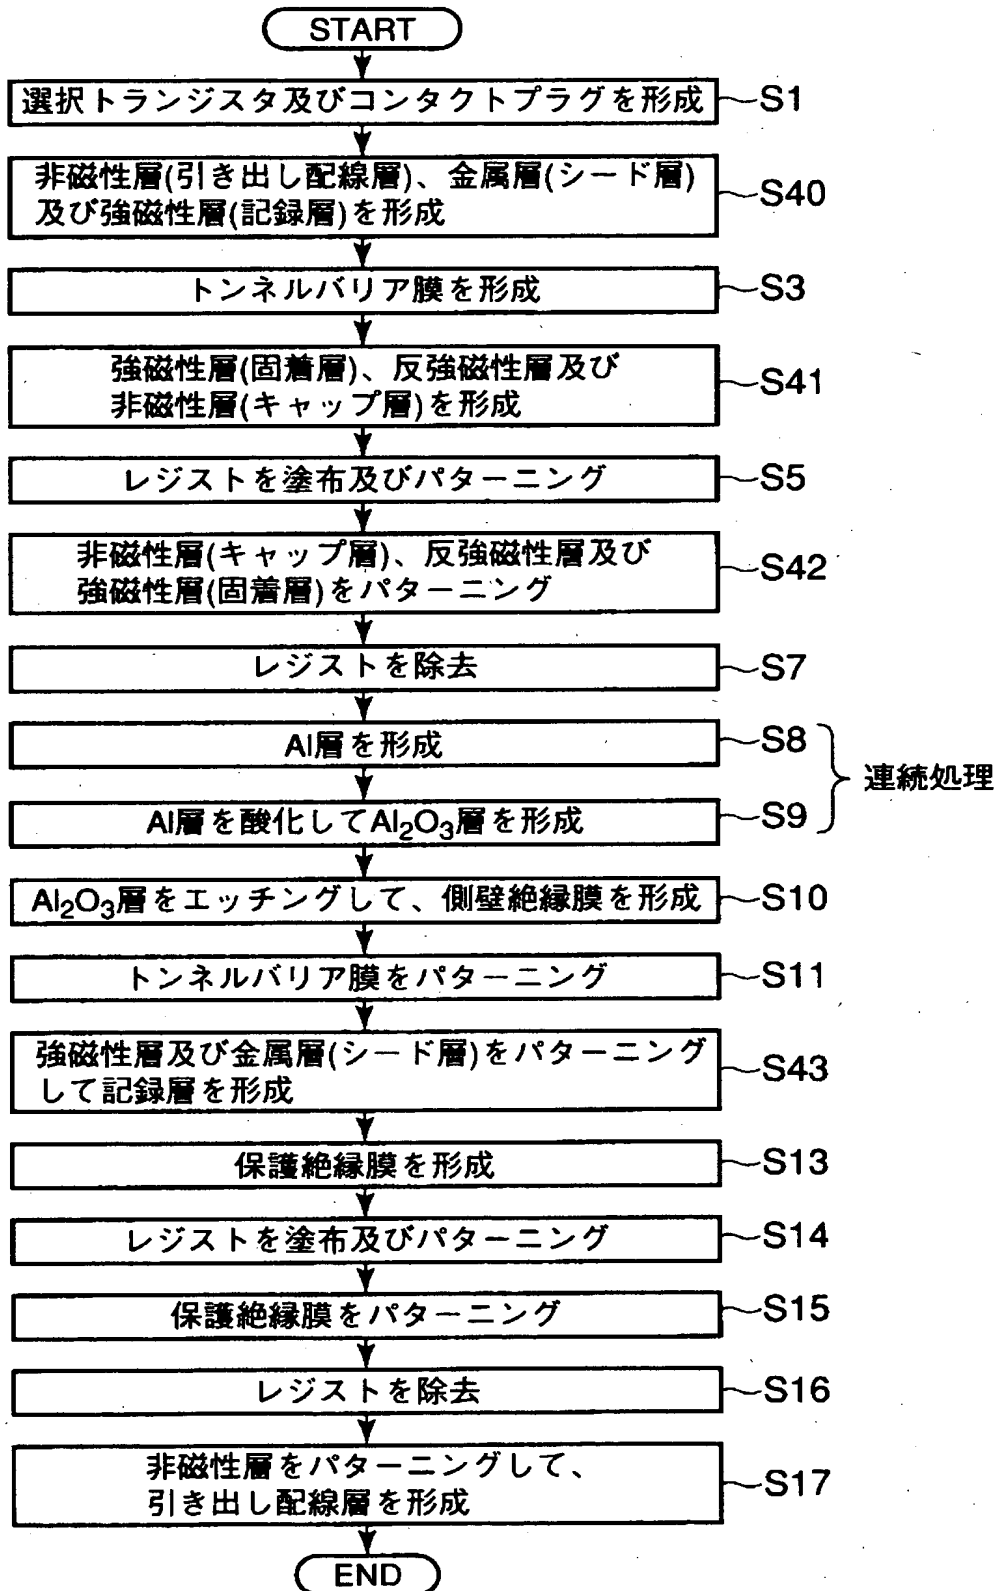 START
選択トランジスタ及びコンタクトプラグを形成
S1
非磁性層(引き出し配線層)、金属層(シード層)
及び強磁性層(記録層)を形成
S40
トンネルバリア膜を形成
S3
強磁性層(固着層)、反強磁性層及び
非磁性層(キャップ層)を形成
S41
レジストを塗布及びパターニング
S5
非磁性層(キャップ層)、反強磁性層及び
強磁性層(固着層)をパターニング
S42
レジストを除去
S7
Al層を形成
S8
Al層を酸化してAl2O3層を形成
S9
連続処理
Al2O3層をエッチングして、側壁絶縁膜を形成
S10
トンネルバリア膜をパターニング
S11
強磁性層及び金属層(シード層)をパターニング
して記録層を形成
S43
保護絶縁膜を形成
S13
レジストを塗布及びパターニング
S14
保護絶縁膜をパターニング
S15
レジストを除去
S16
非磁性層をパターニングして、
引き出し配線層を形成
S17
END